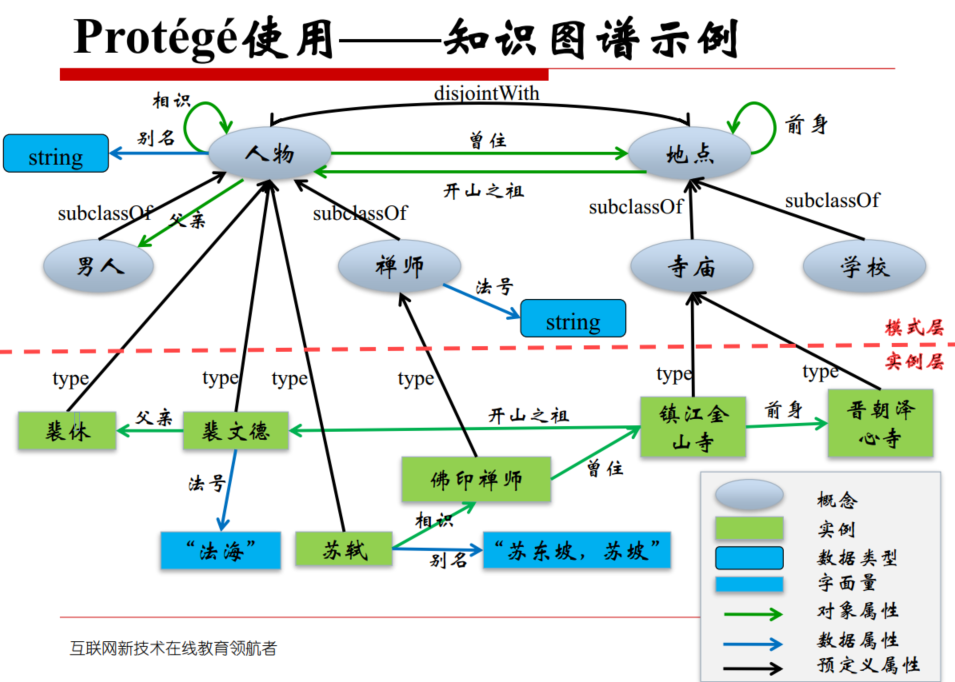 Protégé使用——知识图谱示例
相识
disjointWith
别名
string
人物
曾住
地点
前身
开山之祖
subclassOf
父亲
subclassOf
subclassOf
subclassOf
男人
禅师
寺庙
学校
法号
string
模式层
实例层
type
type
type
type
type
type
裴休
父亲
裴文德
开山之祖
镇江金
山寺
前身
晋朝泽
心寺
佛印禅师
曾住
法号
相识
“法海”
苏轼
别名
“苏东坡，苏坡”
概念
实例
数据类型
字面量
对象属性
数据属性
预定义属性
互联网新技术在线教育领航者